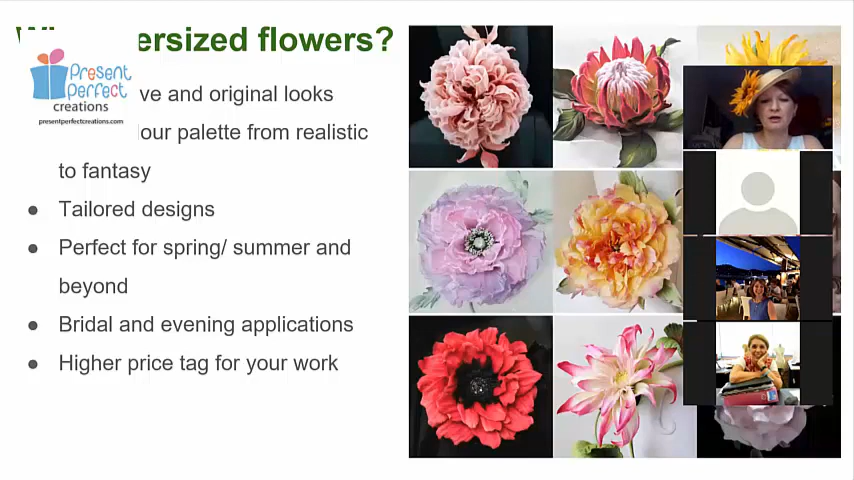 ersized flowers?
Present
Perfect
creations
presentperfectcreations.com
ve and original looks
lour palette from realistic
to fantasy
● Tailored designs
● Perfect for spring/ summer and
beyond
● Bridal and evening applications
● Higher price tag for your work